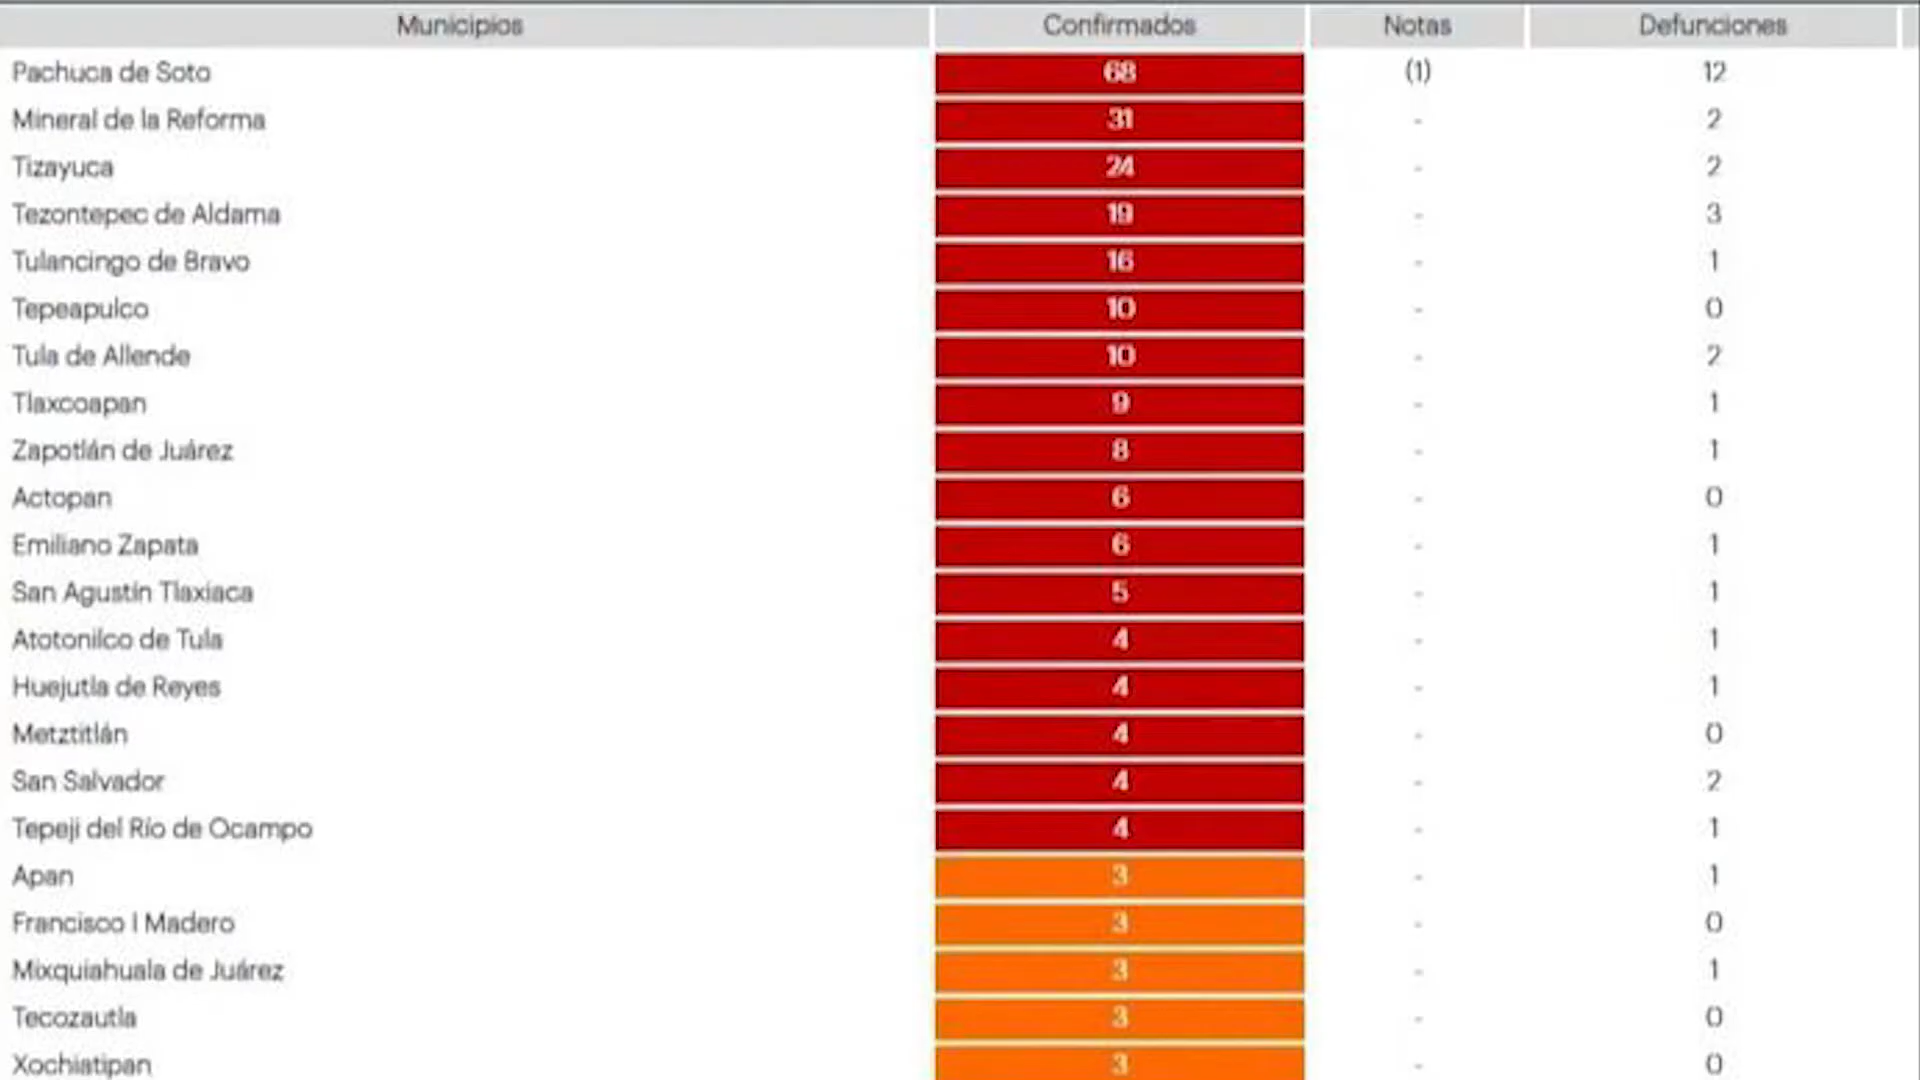 Municipios Confirmados Notas Defunciones
Pachuca de Soto 68 (1) 12
Mineral de la Reforma 31 - 2
Tizayuca 24 - 2
Tezontepec de Aldama 19 - 3
Tulancingo de Bravo 16 - 1
Tepeapulco 10 - 0
Tula de Allende 10 - 2
Tlaxcoapan 9 - 1
Zapotlán de Juárez 8 - 1
Actopan 6 - 0
Emiliano Zapata 6 - 1
San Agustín Tlaxiaca 5 - 1
Atotonilco de Tula 4 - 1
Huejutla de Reyes 4 - 1
Metztitlán 4 - 0
San Salvador 4 - 2
Tepeji del Río de Ocampo 4 - 1
Apan 3 - 1
Francisco I Madero 3 - 0
Mixquiahuala de Juárez 3 - 1
Tecozautla 3 - 0
Xochiatipan 3 - 0